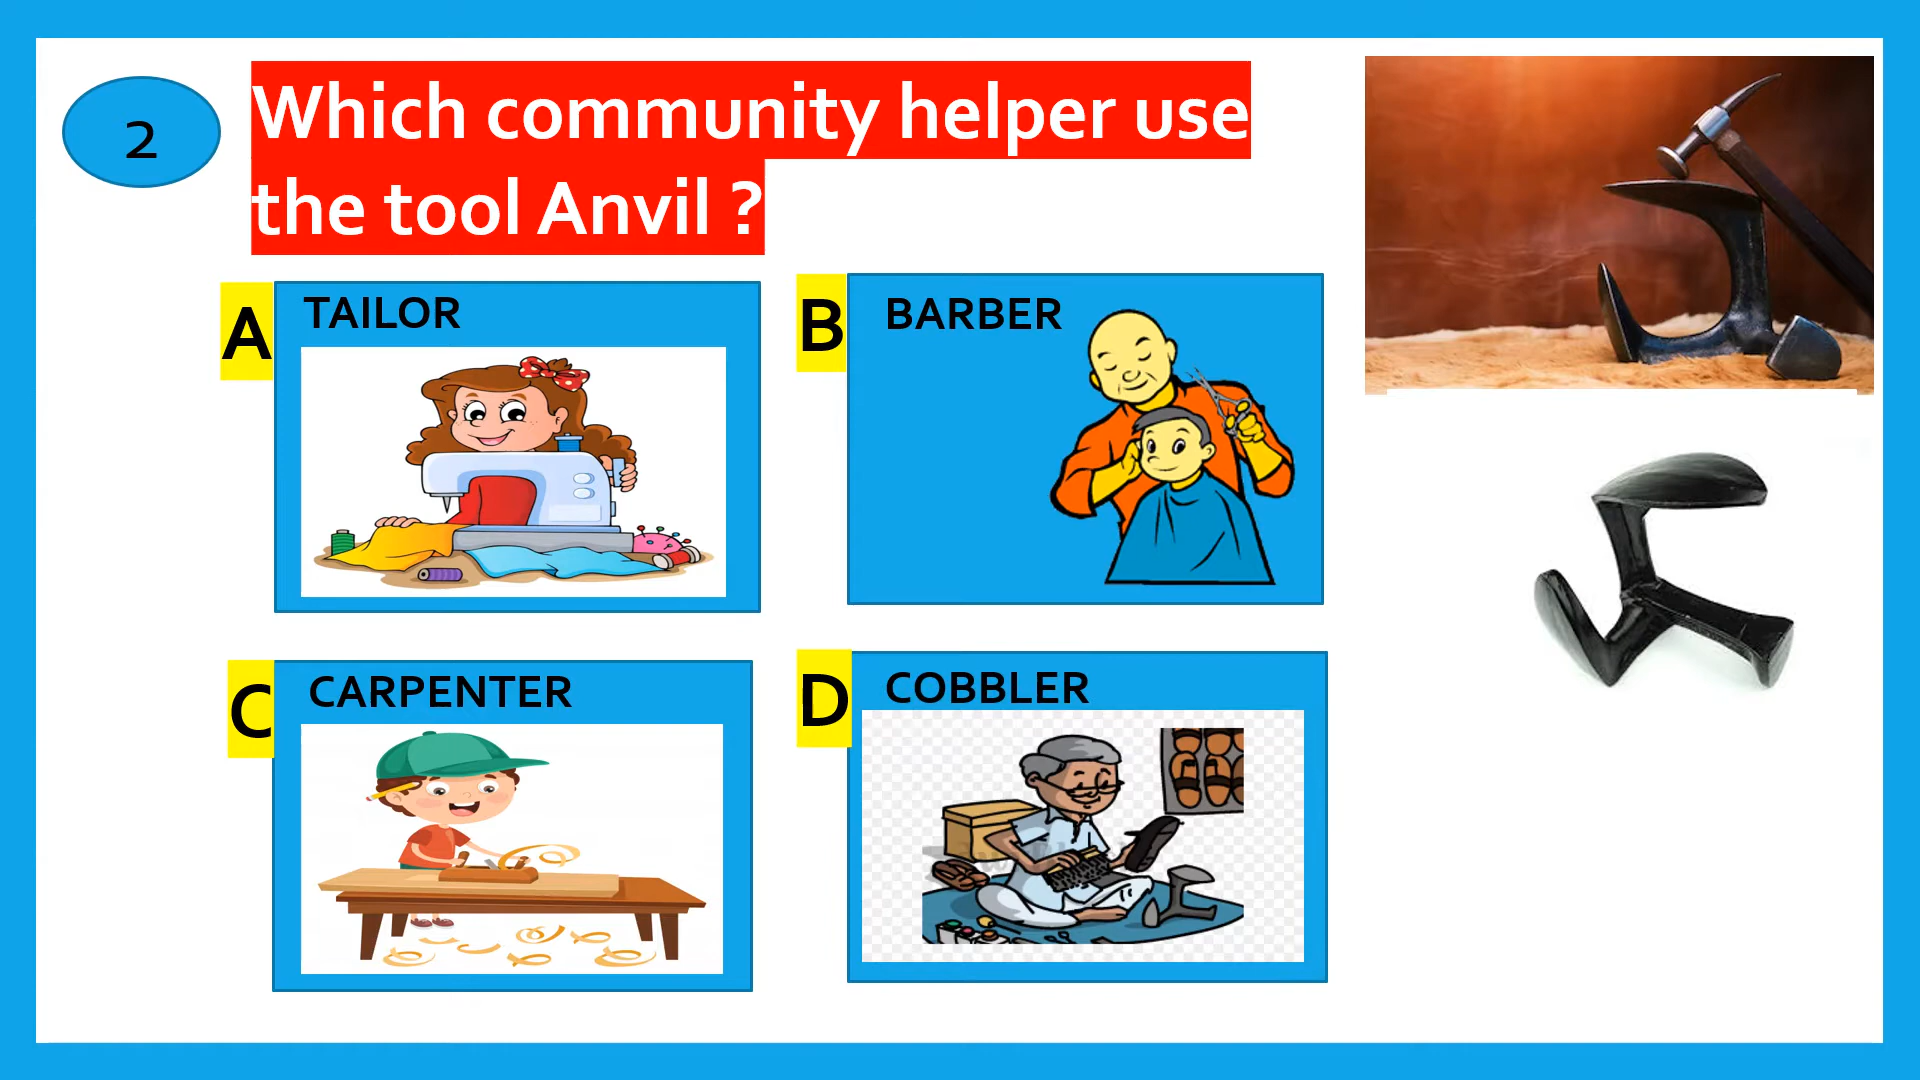 2
Which community helper use
the tool Anvil ?
A
TAILOR
B
BARBER
C
CARPENTER
D
COBBLER